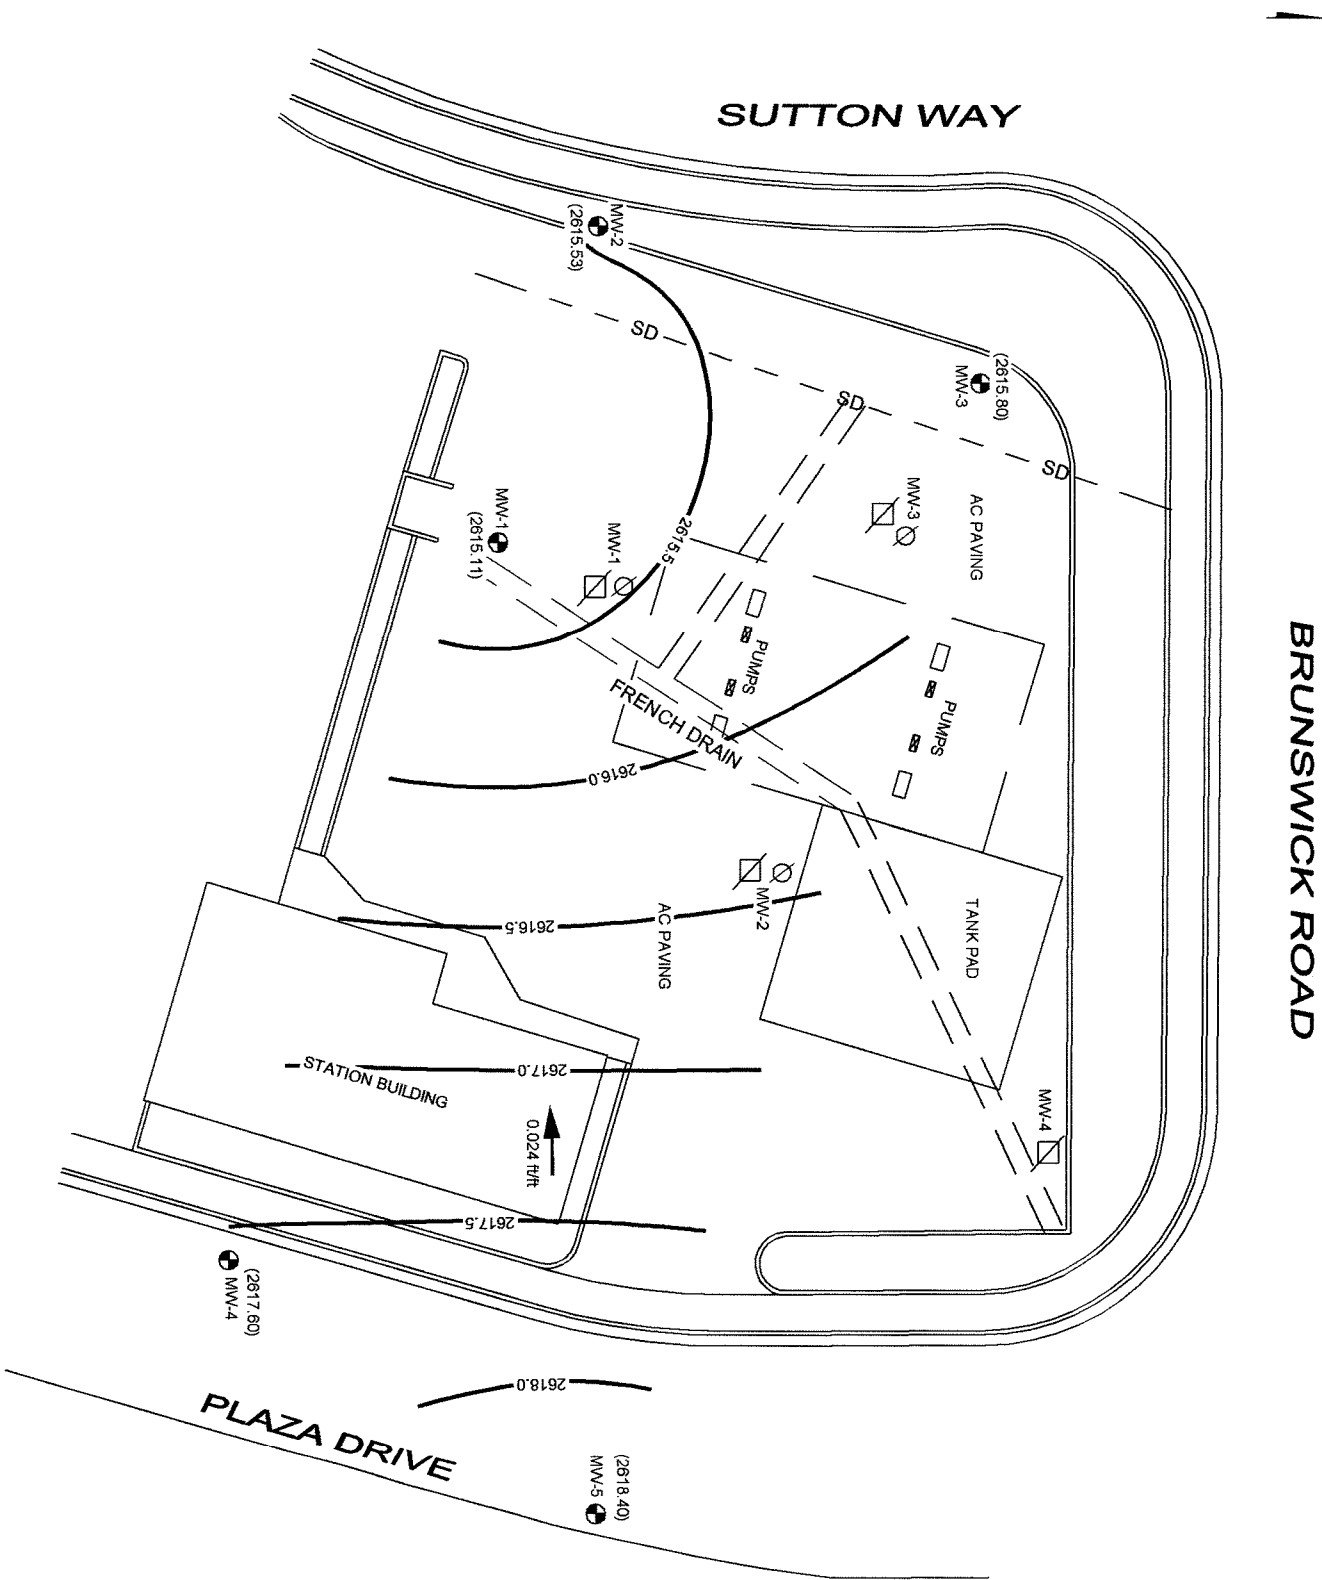 SUTTON WAY
BRUNSWICK ROAD
MW-2
(2615.53)
SD
SD
SD
(2615.80)
MW-3
MW-3
AC PAVING
MW-1
(2615.11)
MW-1
2615.5
PUMPS
PUMPS
FRENCH DRAIN
2616.0
MW-2
AC PAVING
2616.5
TANK PAD
STATION BUILDING
2617.0
0.024 ft/ft
MW-4
2617.5
(2617.60)
MW-4
2618.0
PLAZA DRIVE
(2618.40)
MW-5